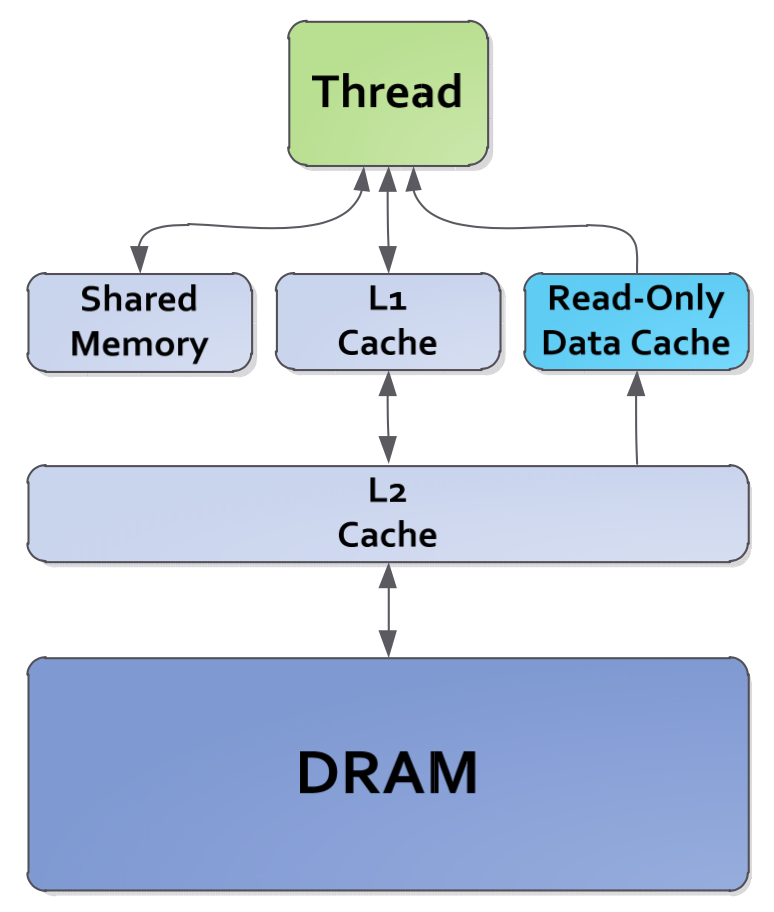 Thread
Shared
Memory
L1
Cache
Read-Only
Data Cache
L2
Cache
DRAM